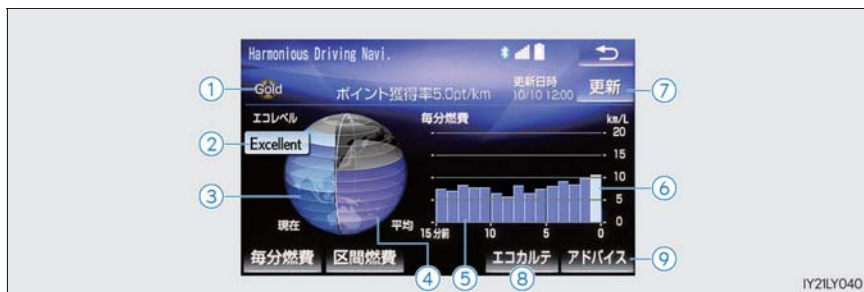 Harmonious Driving Navi.
1 Gold ポイント獲得率5.0pt/km 更新日時 10/10 12:00 更新 7
エコレベル 毎分燃費 km/L
2 Excellent
20
15
3 10 6
5
0
現在 平均 15分前 10 5 0
毎分燃費 区間燃費 4 5 エコカルテ 8 アドバイス 9
IY21LY040